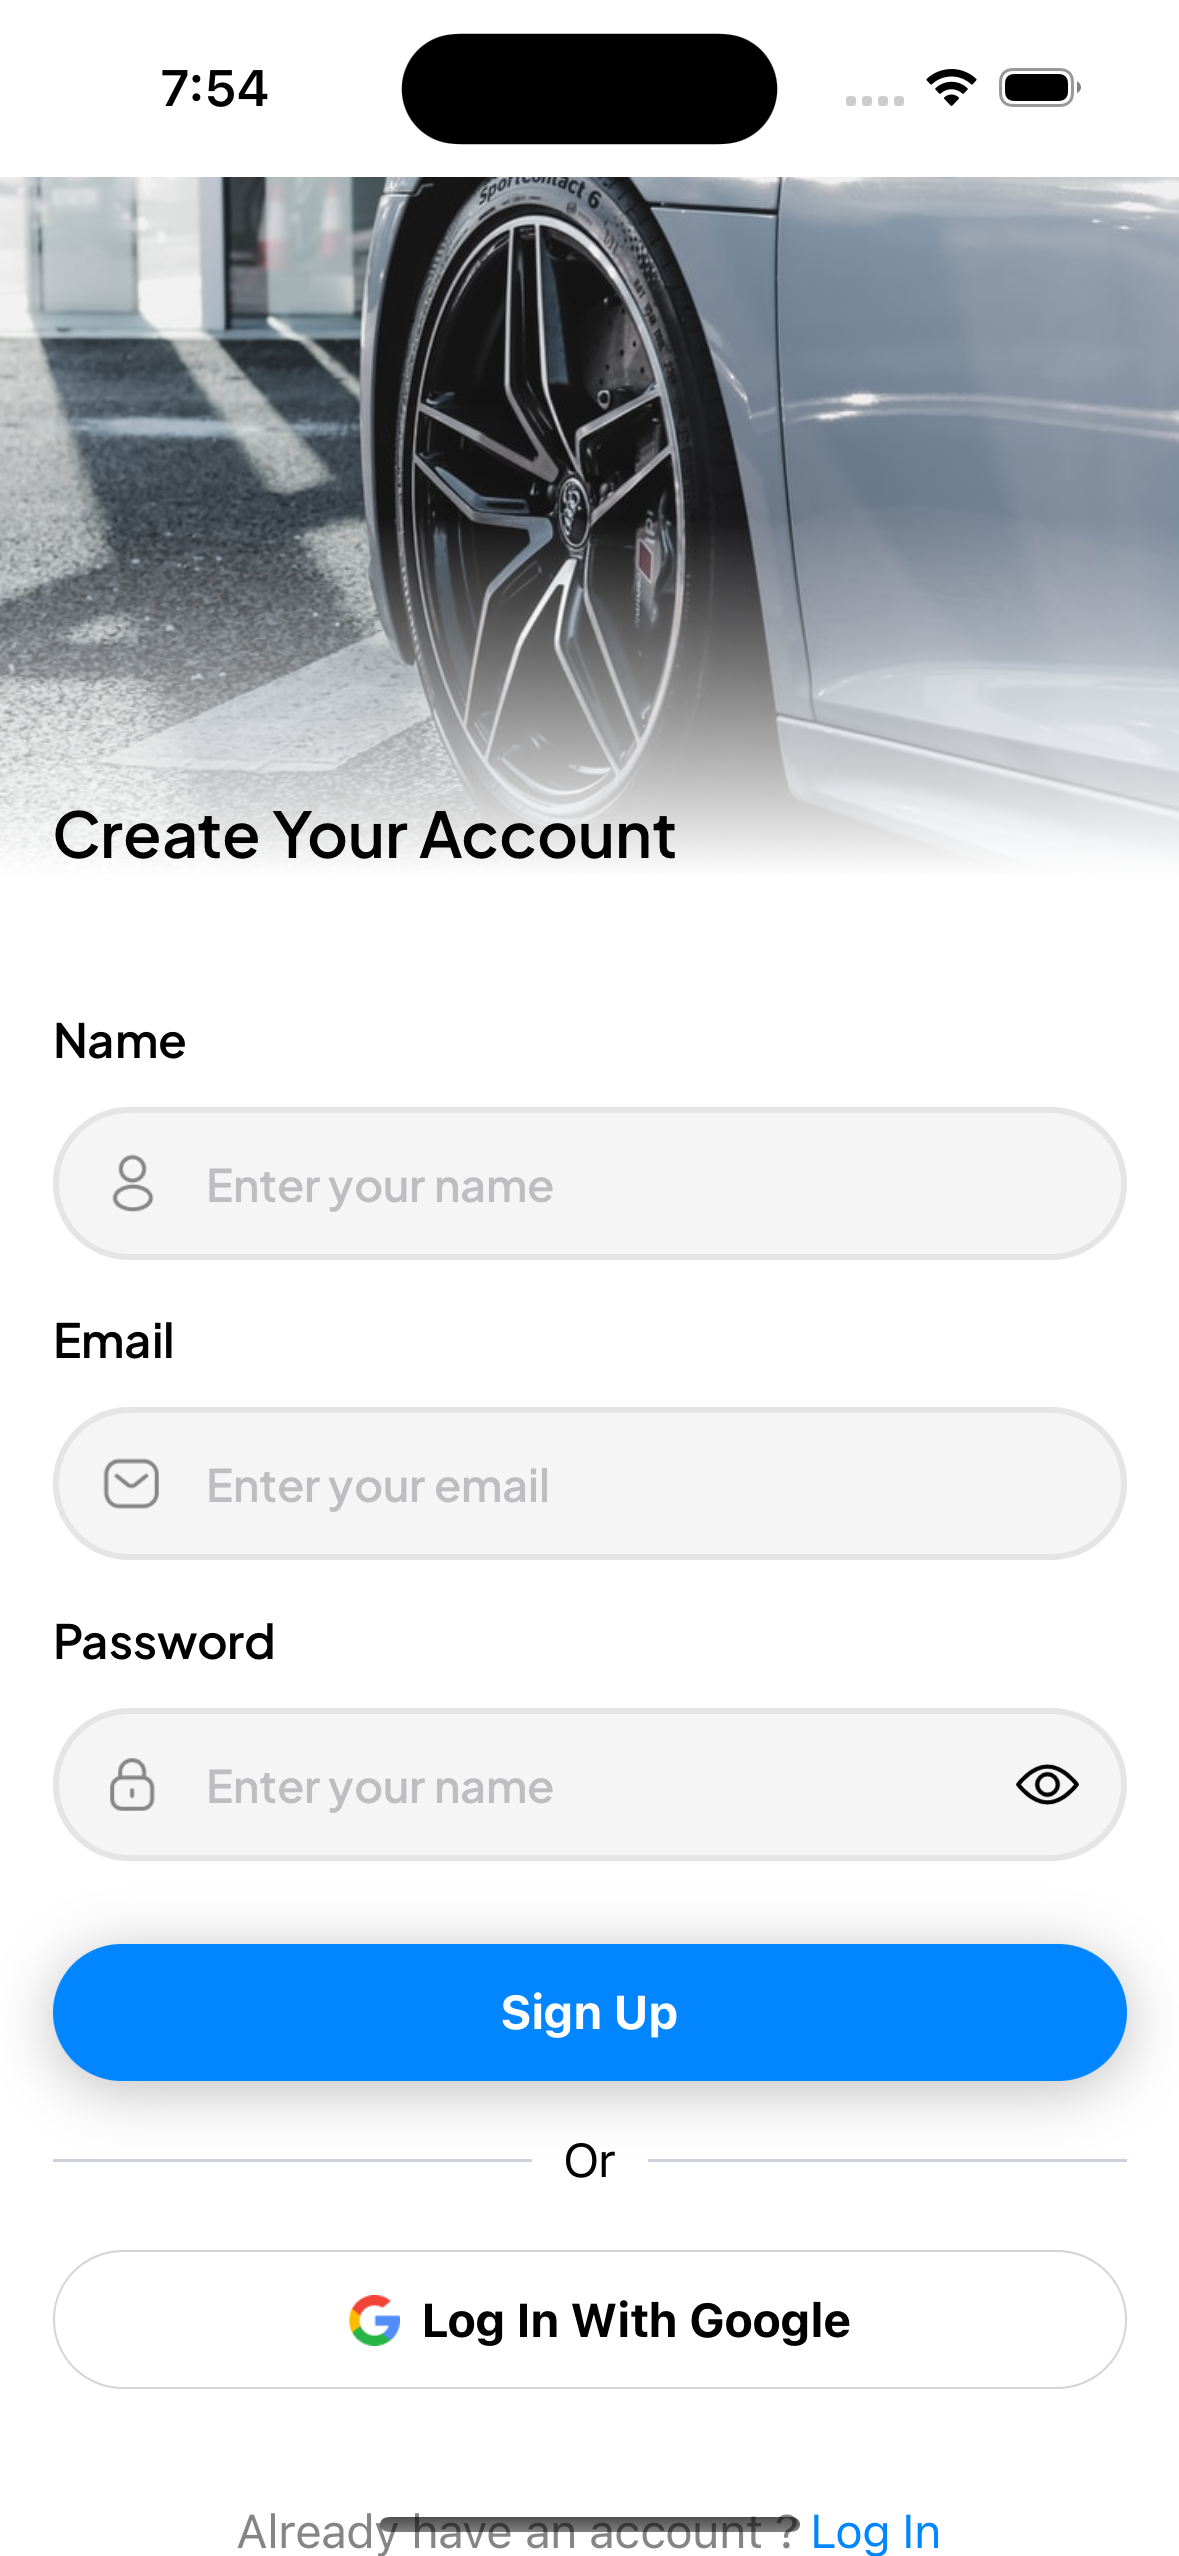 7:54
SportContact 6
Create Your Account
Name
Enter your name
Email
Enter your email
Password
Enter your name
Sign Up
Or
Log In With Google
Already have an account ? Log In